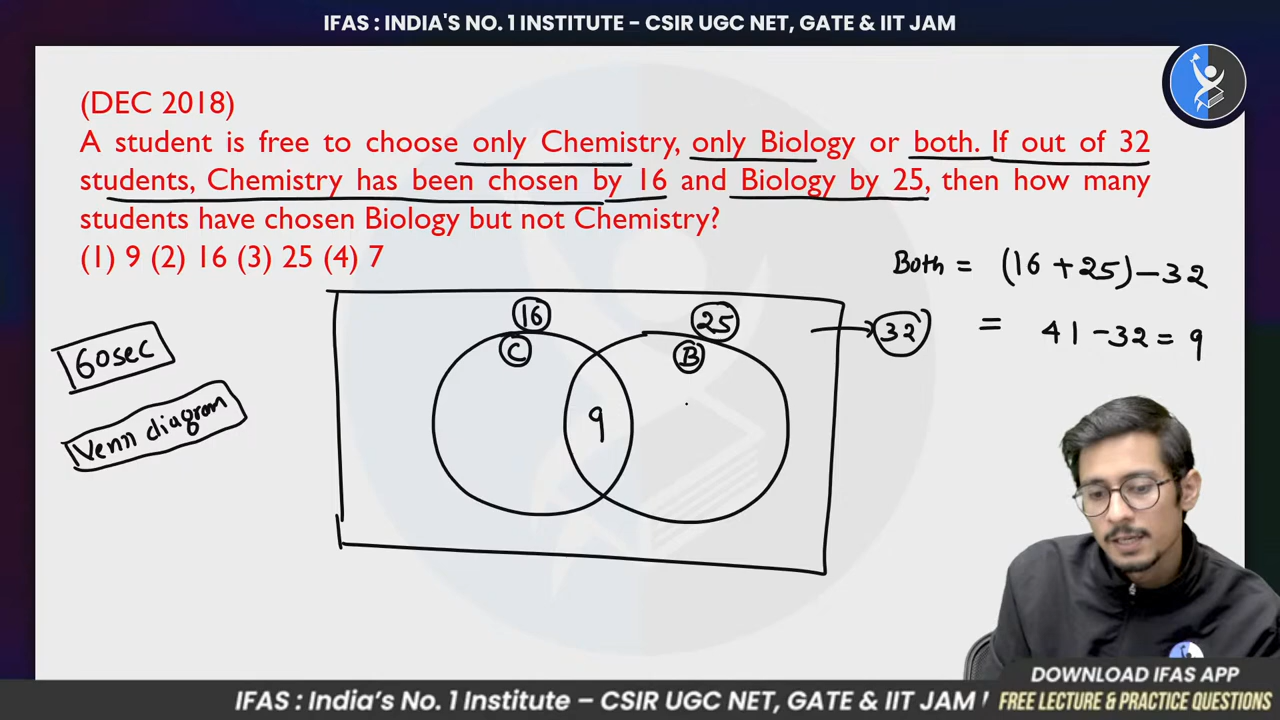 IFAS : INDIA'S NO. 1 INSTITUTE – CSIR UGC NET, GATE & IIT JAM
(DEC 2018)
A student is free to choose only Chemistry, only Biology or both. If out of 32
students, Chemistry has been chosen by 16 and Biology by 25, then how many
students have chosen Biology but not Chemistry?
(1) 9 (2) 16 (3) 25 (4) 7
Both = (16 + 25) – 32
= 41 – 32 = 9
60sec
Venn diagram
16
25
32
C
B
9
DOWNLOAD IFAS APP
IFAS : India's No. 1 Institute – CSIR UGC NET, GATE & IIT JAM
FREE LECTURE & PRACTICE QUESTIONS